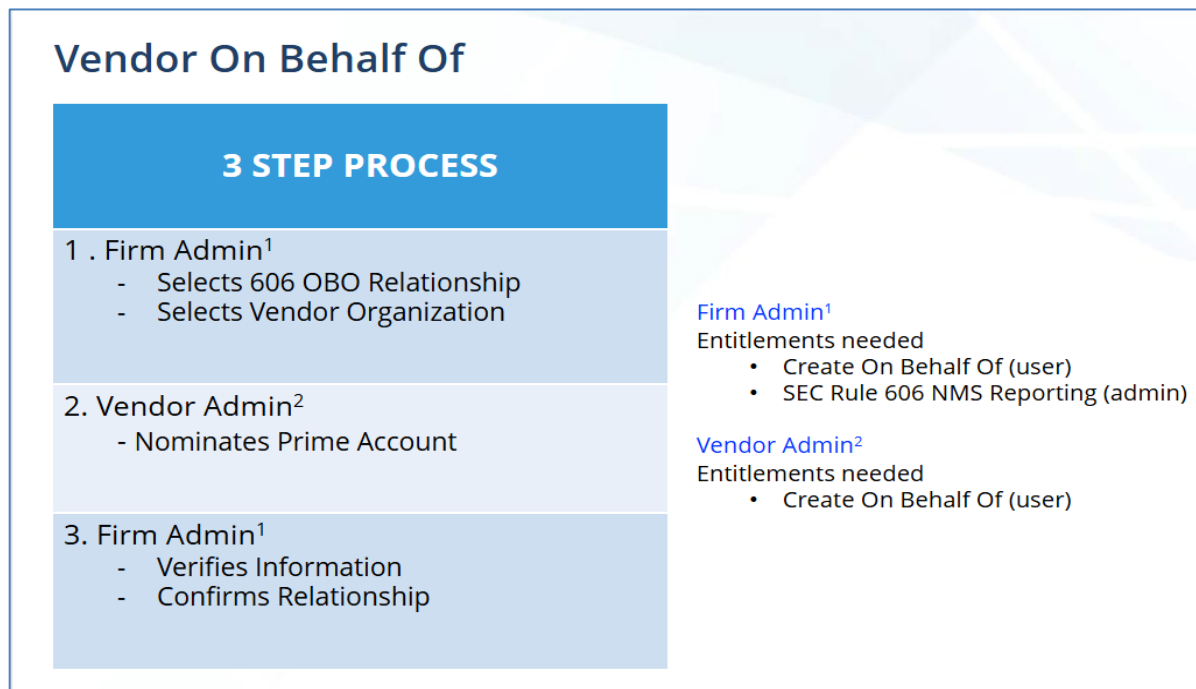 Vendor On Behalf Of
3 STEP PROCESS
1 . Firm Admin¹
- Selects 606 OBO Relationship
- Selects Vendor Organization
2. Vendor Admin²
- Nominates Prime Account
3. Firm Admin¹
- Verifies Information
- Confirms Relationship
Firm Admin¹
Entitlements needed
• Create On Behalf Of (user)
• SEC Rule 606 NMS Reporting (admin)
Vendor Admin²
Entitlements needed
• Create On Behalf Of (user)